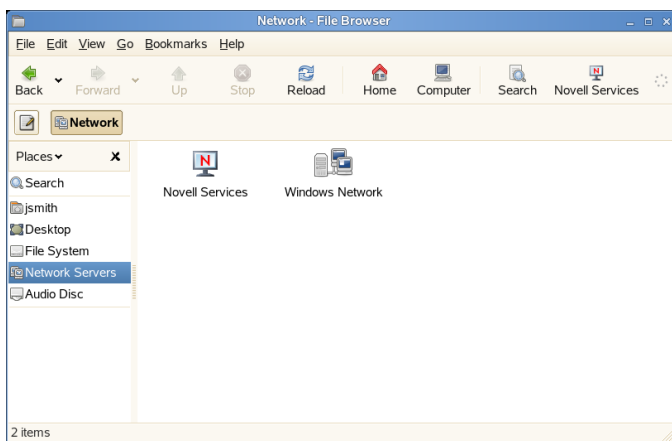 Network - File Browser
File Edit View Go Bookmarks Help
Back Forward Up Stop Reload Home Computer Search Novell Services
Network
Places
Search
jsmith
Desktop
File System
Network Servers
Audio Disc
N Novell Services
Windows Network
2 items